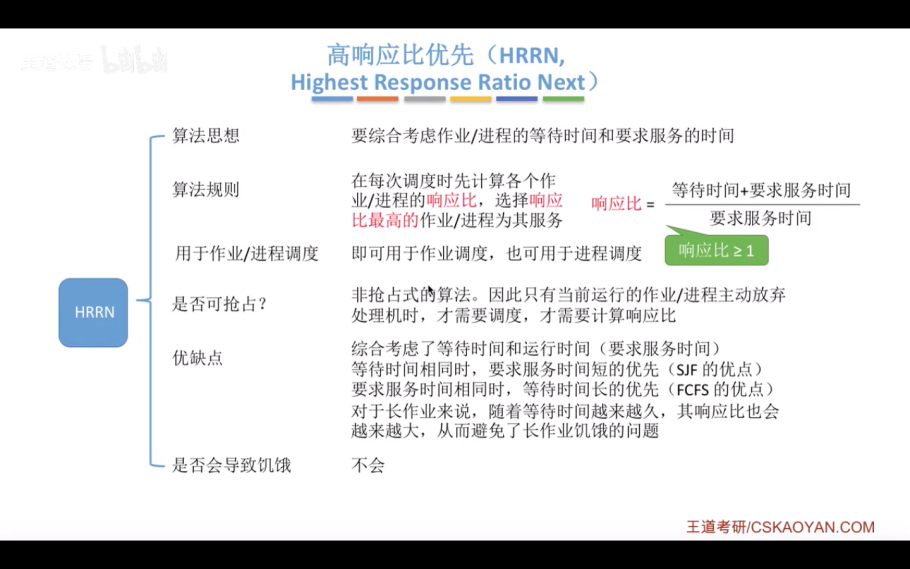 高响应比优先（HRRN,
Highest Response Ratio Next）
算法思想
要综合考虑作业/进程的等待时间和要求服务的时间
算法规则
在每次调度时先计算各个作
业/进程的响应比，选择响应
比最高的作业/进程为其服务
响应比 =
等待时间+要求服务时间
要求服务时间
响应比 ≥ 1
用于作业/进程调度
即可用于作业调度，也可用于进程调度
HRRN
是否可抢占？
非抢占式的算法。因此只有当前运行的作业/进程主动放弃
处理机时，才需要调度，才需要计算响应比
优缺点
综合考虑了等待时间和运行时间（要求服务时间）
等待时间相同时，要求服务时间短的优先（SJF 的优点）
要求服务时间相同时，等待时间长的优先（FCFS 的优点）
对于长作业来说，随着等待时间越来越久，其响应比也会
越来越大，从而避免了长作业饥饿的问题
是否会导致饥饿
不会
王道考研/CSKAOYAN.COM